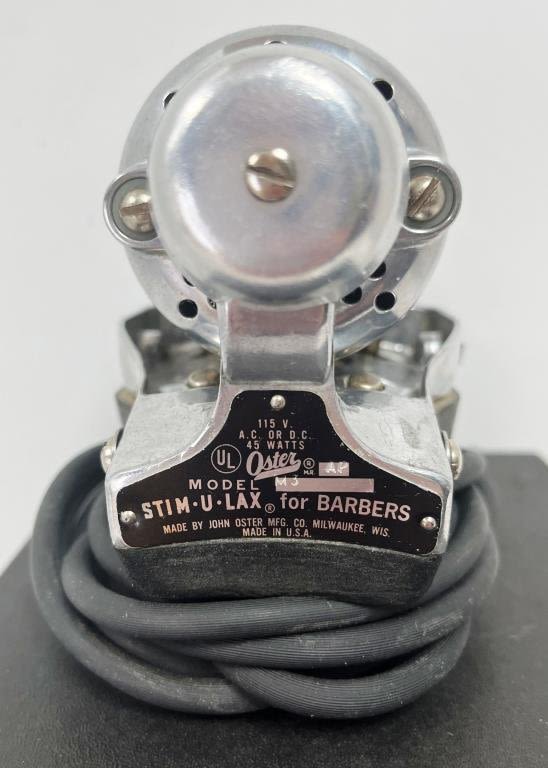 115 V.
A.C. OR D.C.
45 WATTS
UL Oster ® M.R. AP
MODEL M3
STIM·U·LAX® for BARBERS
MADE BY JOHN OSTER MFG. CO. MILWAUKEE, WIS.
MADE IN U.S.A.